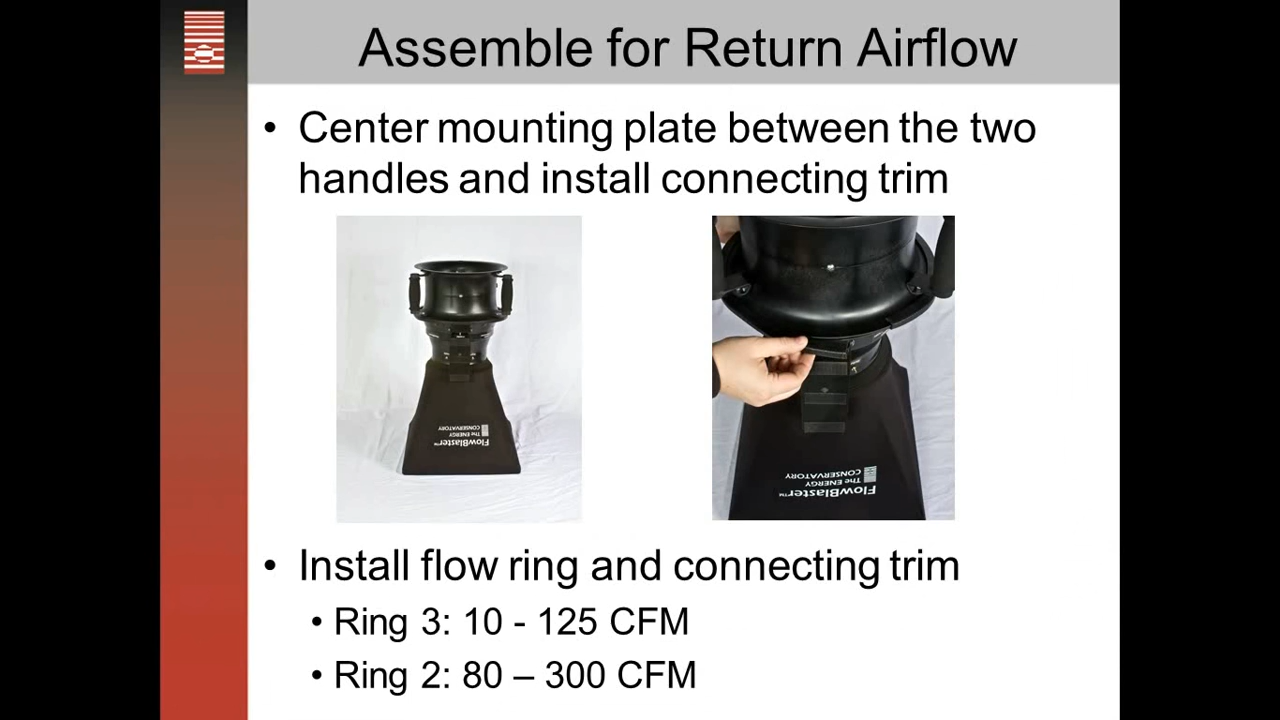 Assemble for Return Airflow
• Center mounting plate between the two
handles and install connecting trim
FlowBlaster™
The ENERGY
CONSERVATORY
FlowBlaster™
The ENERGY
CONSERVATORY
• Install flow ring and connecting trim
• Ring 3: 10 - 125 CFM
• Ring 2: 80 – 300 CFM